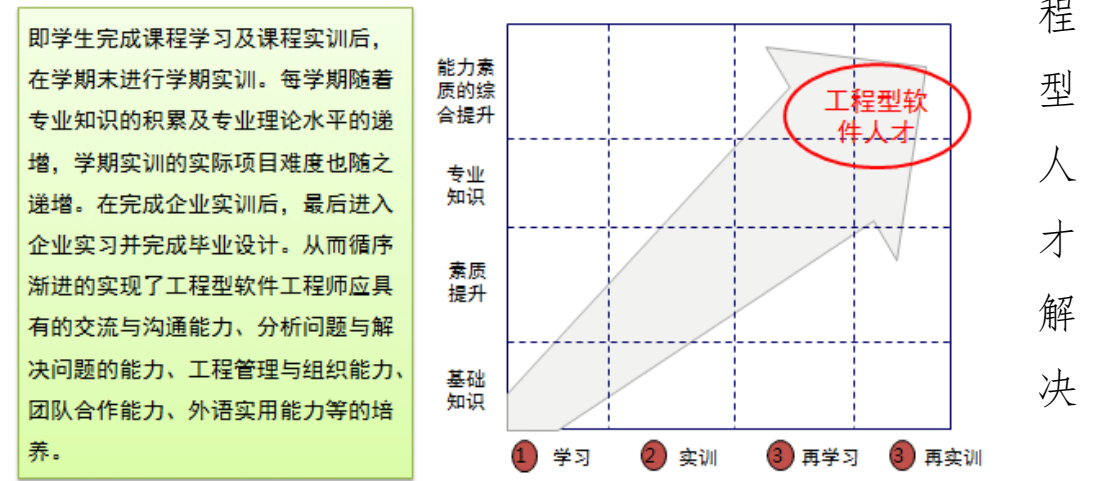 即学生完成课程学习及课程实训后，
在学期末进行学期实训。每学期随着
专业知识的积累及专业理论水平的递
增，学期实训的实际项目难度也随之
递增。在完成企业实训后，最后进入
企业实习并完成毕业设计。从而循序
渐进的实现了工程型软件工程师应具
有的交流与沟通能力、分析问题与解
决问题的能力、工程管理与组织能力、
团队合作能力、外语实用能力等的培
养。
能力素
质的综
合提升
专业
知识
素质
提升
基础
知识
工程型软
件人才
1 学习
2 实训
3 再学习
3 再实训
程
型
人
才
解
决